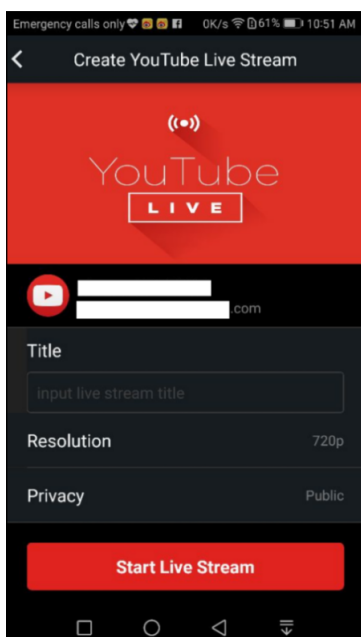 Emergency calls only 0K/s 61% 10:51 AM
Create YouTube Live Stream
YouTube
LIVE
.com
Title
input live stream title
Resolution 720p
Privacy Public
Start Live Stream